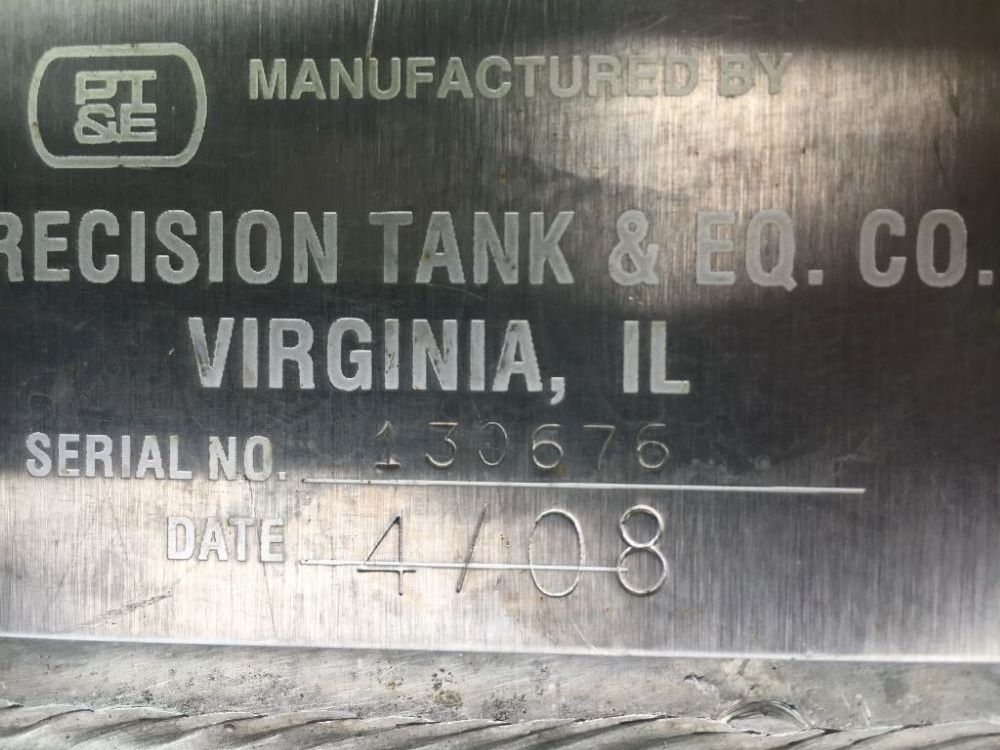 PT
&E
MANUFACTURED BY
RECISION TANK & EQ. CO.
VIRGINIA, IL
SERIAL NO. 130676
DATE 4/08